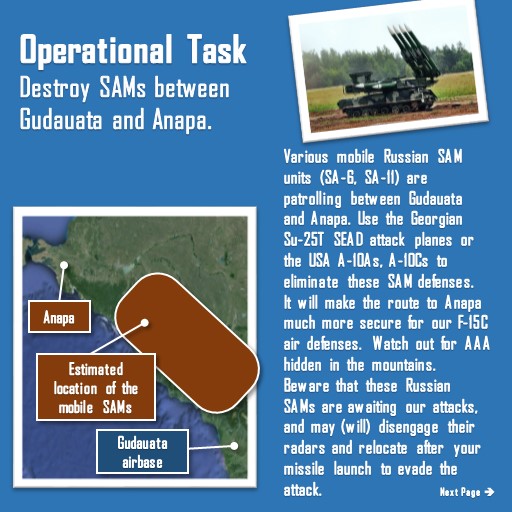 Operational Task
Destroy SAMs between
Gudauata and Anapa.
Various mobile Russian SAM
units (SA-6, SA-11) are
patrolling between Gudauata
and Anapa. Use the Georgian
Su-25T SEAD attack planes or
the USA A-10As, A-10Cs to
eliminate these SAM defenses.
It will make the route to Anapa
much more secure for our F-15C
air defenses. Watch out for AAA
hidden in the mountains.
Beware that these Russian
SAMs are awaiting our attacks,
and may (will) disengage their
radars and relocate after your
missile launch to evade the
attack.
Anapa
Estimated
location of the
mobile SAMs
Gudauata
airbase
Next Page →